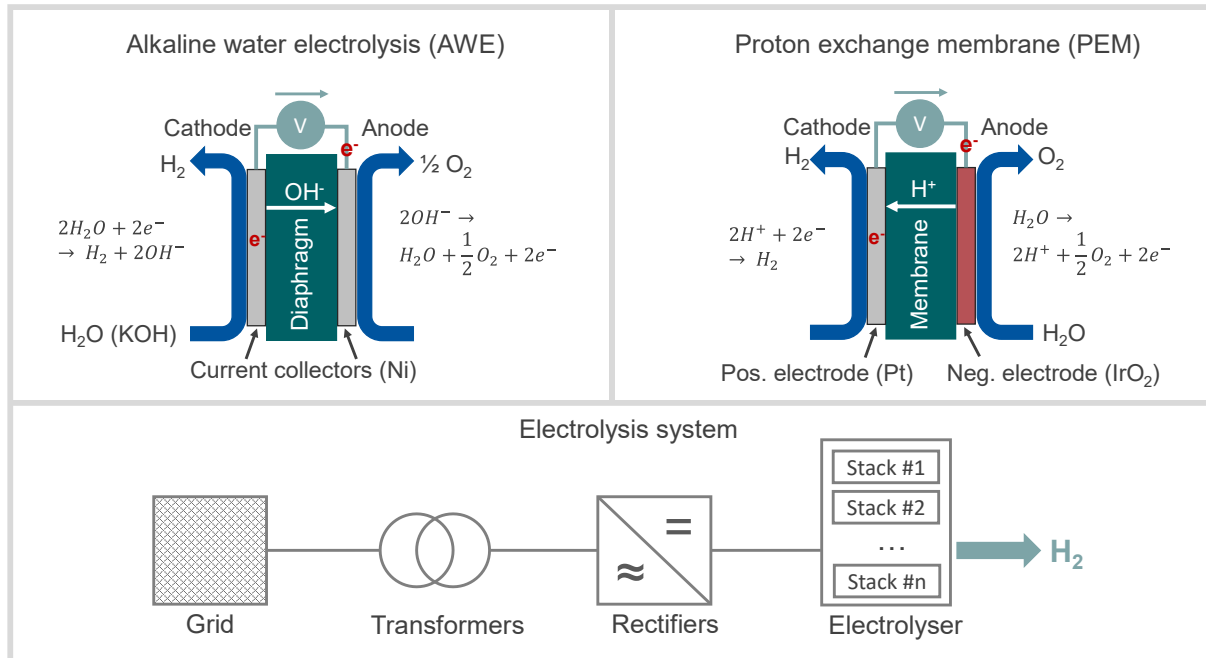 Alkaline water electrolysis (AWE)
V
Cathode
Anode
e-
H₂
½ O₂
OH-
2H₂O + 2e⁻
→ H₂ + 2OH⁻
e-
2OH⁻ →
H₂O + 1/2 O₂ + 2e⁻
Diaphragm
H₂O (KOH)
Current collectors (Ni)
Proton exchange membrane (PEM)
V
Cathode
Anode
e-
H₂
O₂
H⁺
2H⁺ + 2e⁻
→ H₂
e-
H₂O →
2H⁺ + 1/2 O₂ + 2e⁻
Membrane
H₂O
Pos. electrode (Pt)
Neg. electrode (IrO₂)
Electrolysis system
Stack #1
Stack #2
...
Stack #n
=
≈
H₂
Grid
Transformers
Rectifiers
Electrolyser